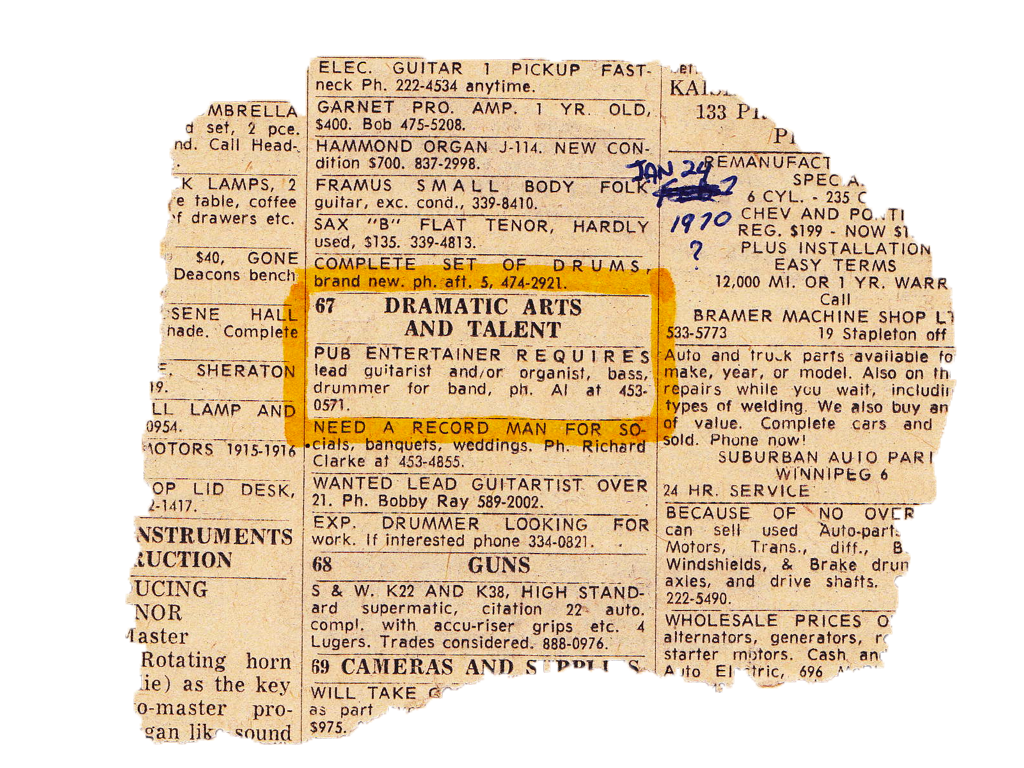 MBRELLA
d set, 2 pce.
nd. Call Head-
K LAMPS, 2
e table, coffee
of drawers etc.
$40, GONE
Deacons bench
SENE HALL
made. Complete
SHERATON
LL LAMP AND
0954.
MOTORS 1915-1916
OP LID DESK,
2-1417.
NSTRUMENTS
RUCTION
UCING
NOR
Master
Rotating horn
lie) as the key
o-master pro-
gan like sound
ELEC. GUITAR 1 PICKUP FAST-
neck Ph. 222-4534 anytime.
GARNET PRO. AMP. 1 YR. OLD,
$400. Bob 475-5208.
HAMMOND ORGAN J-114. NEW CON-
dition $700. 837-2998.
FRAMUS SMALL BODY FOLK
guitar, exc. cond., 339-8410.
SAX "B" FLAT TENOR, HARDLY
used, $135. 339-4813.
COMPLETE SET OF DRUMS,
brand new. ph. aft. 5, 474-2921.
67 DRAMATIC ARTS
AND TALENT
PUB ENTERTAINER REQUIRES
lead guitarist and/or organist, bass,
drummer for band, ph. Al at 453-
0571.
NEED A RECORD MAN FOR SO-
cials, banquets, weddings. Ph. Richard
Clarke at 453-4855.
WANTED LEAD GUITARTIST OVER
21. Ph. Bobby Ray 589-2002.
EXP. DRUMMER LOOKING FOR
work. If interested phone 334-0821.
68 GUNS
S & W. K22 AND K38, HIGH STAND-
ard supermatic, citation 22 auto.
compl. with accu-riser grips etc. 4
Lugers. Trades considered. 888-0976.
69 CAMERAS AND SUPPLIES
WILL TAKE
as part
$975.
JAN 24
?
1970
?
133
REMANUFACT
SPECIA
6 CYL. - 235 C
CHEV AND PONTI
REG. $199 - NOW $1
PLUS INSTALLATION
EASY TERMS
12,000 MI. OR 1 YR. WARR
Call
BRAMER MACHINE SHOP LT
533-5773 19 Stapleton off
Auto and truck parts available fo
make, year, or model. Also on th
repairs while you wait, includin
types of welding. We also buy an
of value. Complete cars and
sold. Phone now!
SUBURBAN AUTO PART
WINNIPEG 6
24 HR. SERVICE
BECAUSE OF NO OVER
can sell used Auto-parts
Motors, Trans., diff., B
Windshields, & Brake drum
axles, and drive shafts.
222-5490.
WHOLESALE PRICES O
alternators, generators, r
starter motors. Cash an
Auto Electric, 696